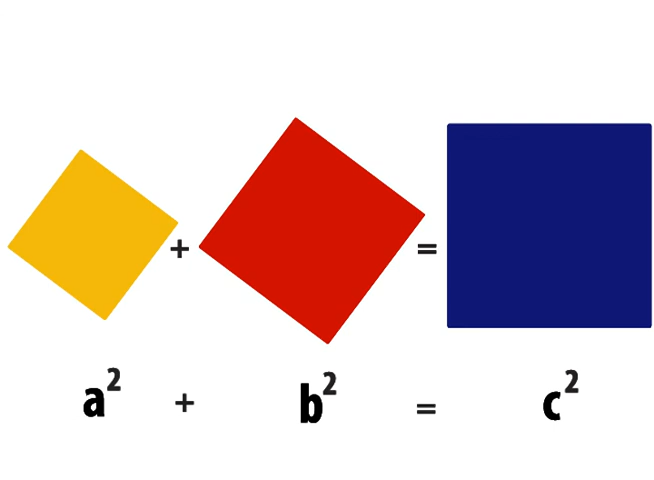 + =
a² + b² = c²